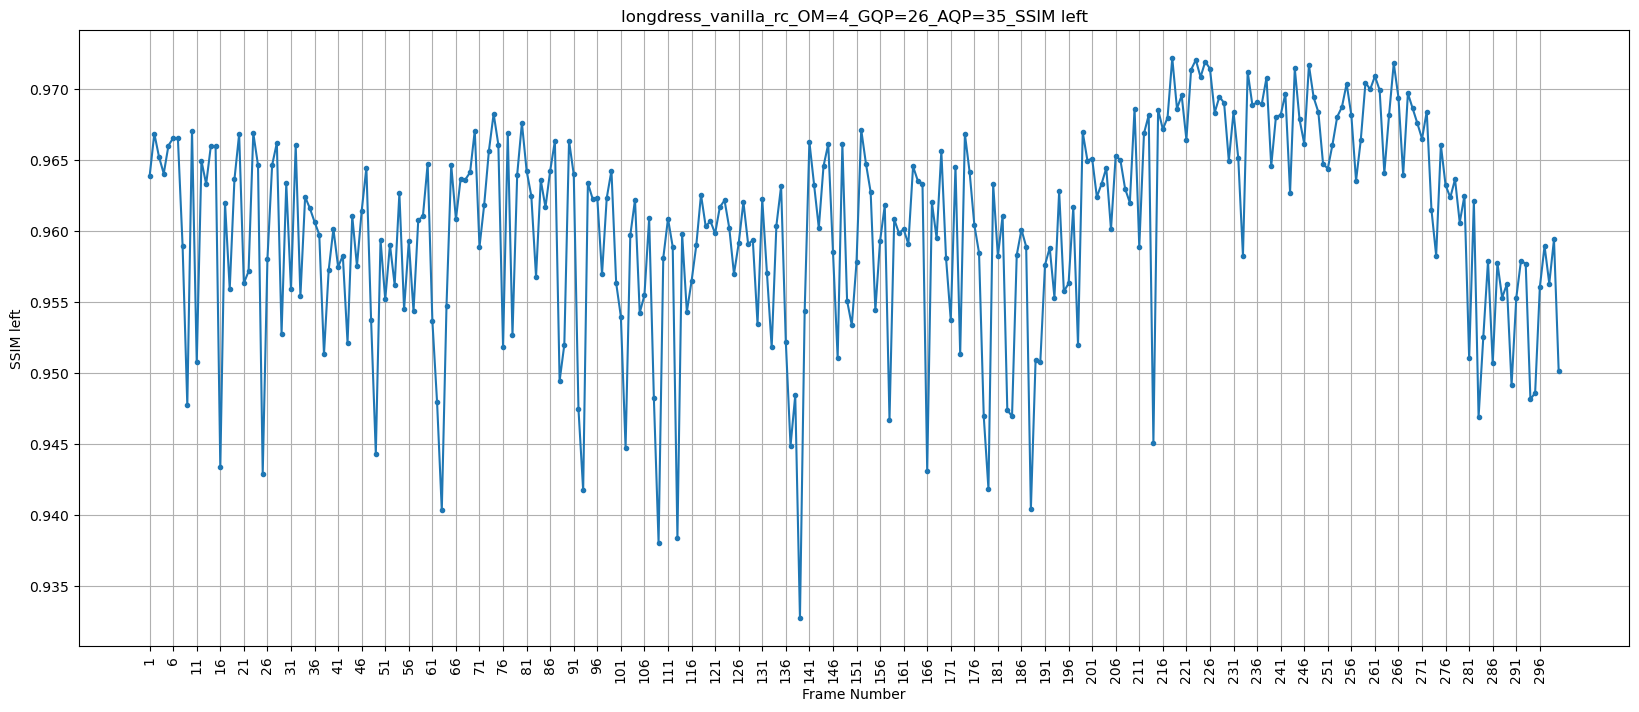 longdress_vanilla_rc_OM=4_GQP=26_AQP=35_SSIM left
SSIM left
0.970
0.965
0.960
0.955
0.950
0.945
0.940
0.935
1 6 11 16 21 26 31 36 41 46 51 56 61 66 71 76 81 86 91 96 101 106 111 116 121 126 131 136 141 146 151 156 161 166 171 176 181 186 191 196 201 206 211 216 221 226 231 236 241 246 251 256 261 266 271 276 281 286 291 296
Frame Number